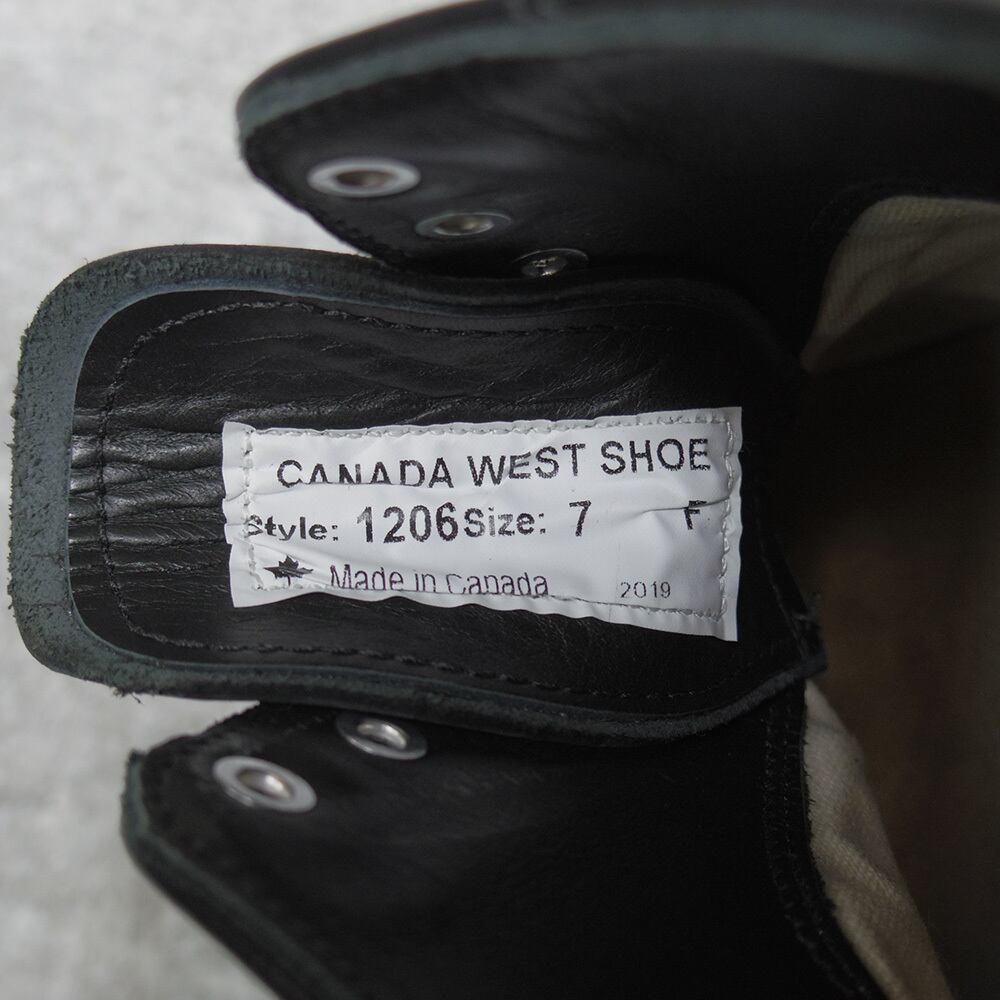 CANADA WEST SHOE
Style: 1206 Size: 7 F
Made in Canada 2019